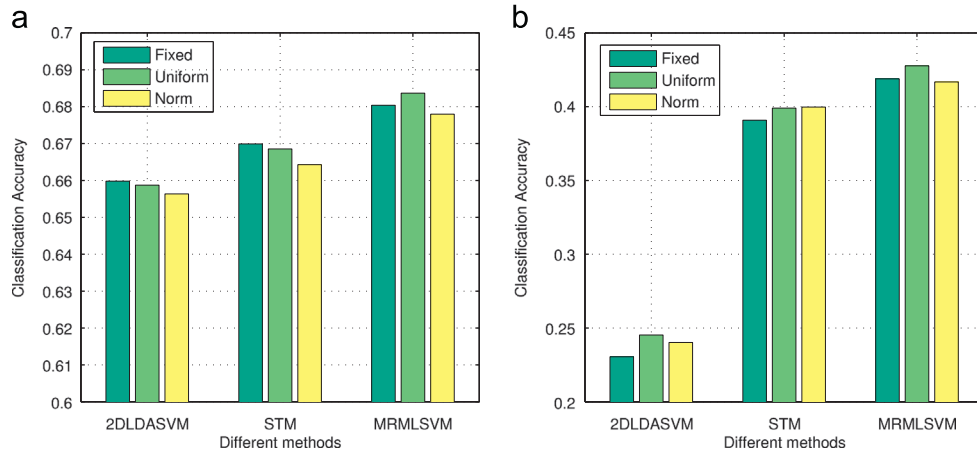 a
0.7
0.69
0.68
0.67
0.66
0.65
0.64
0.63
0.62
0.61
0.6
Classification Accuracy
Fixed
Uniform
Norm
2DLDASVM STM MRMLSVM
Different methods
b
0.45
0.4
0.35
0.3
0.25
0.2
Classification Accuracy
Fixed
Uniform
Norm
2DLDASVM STM MRMLSVM
Different methods